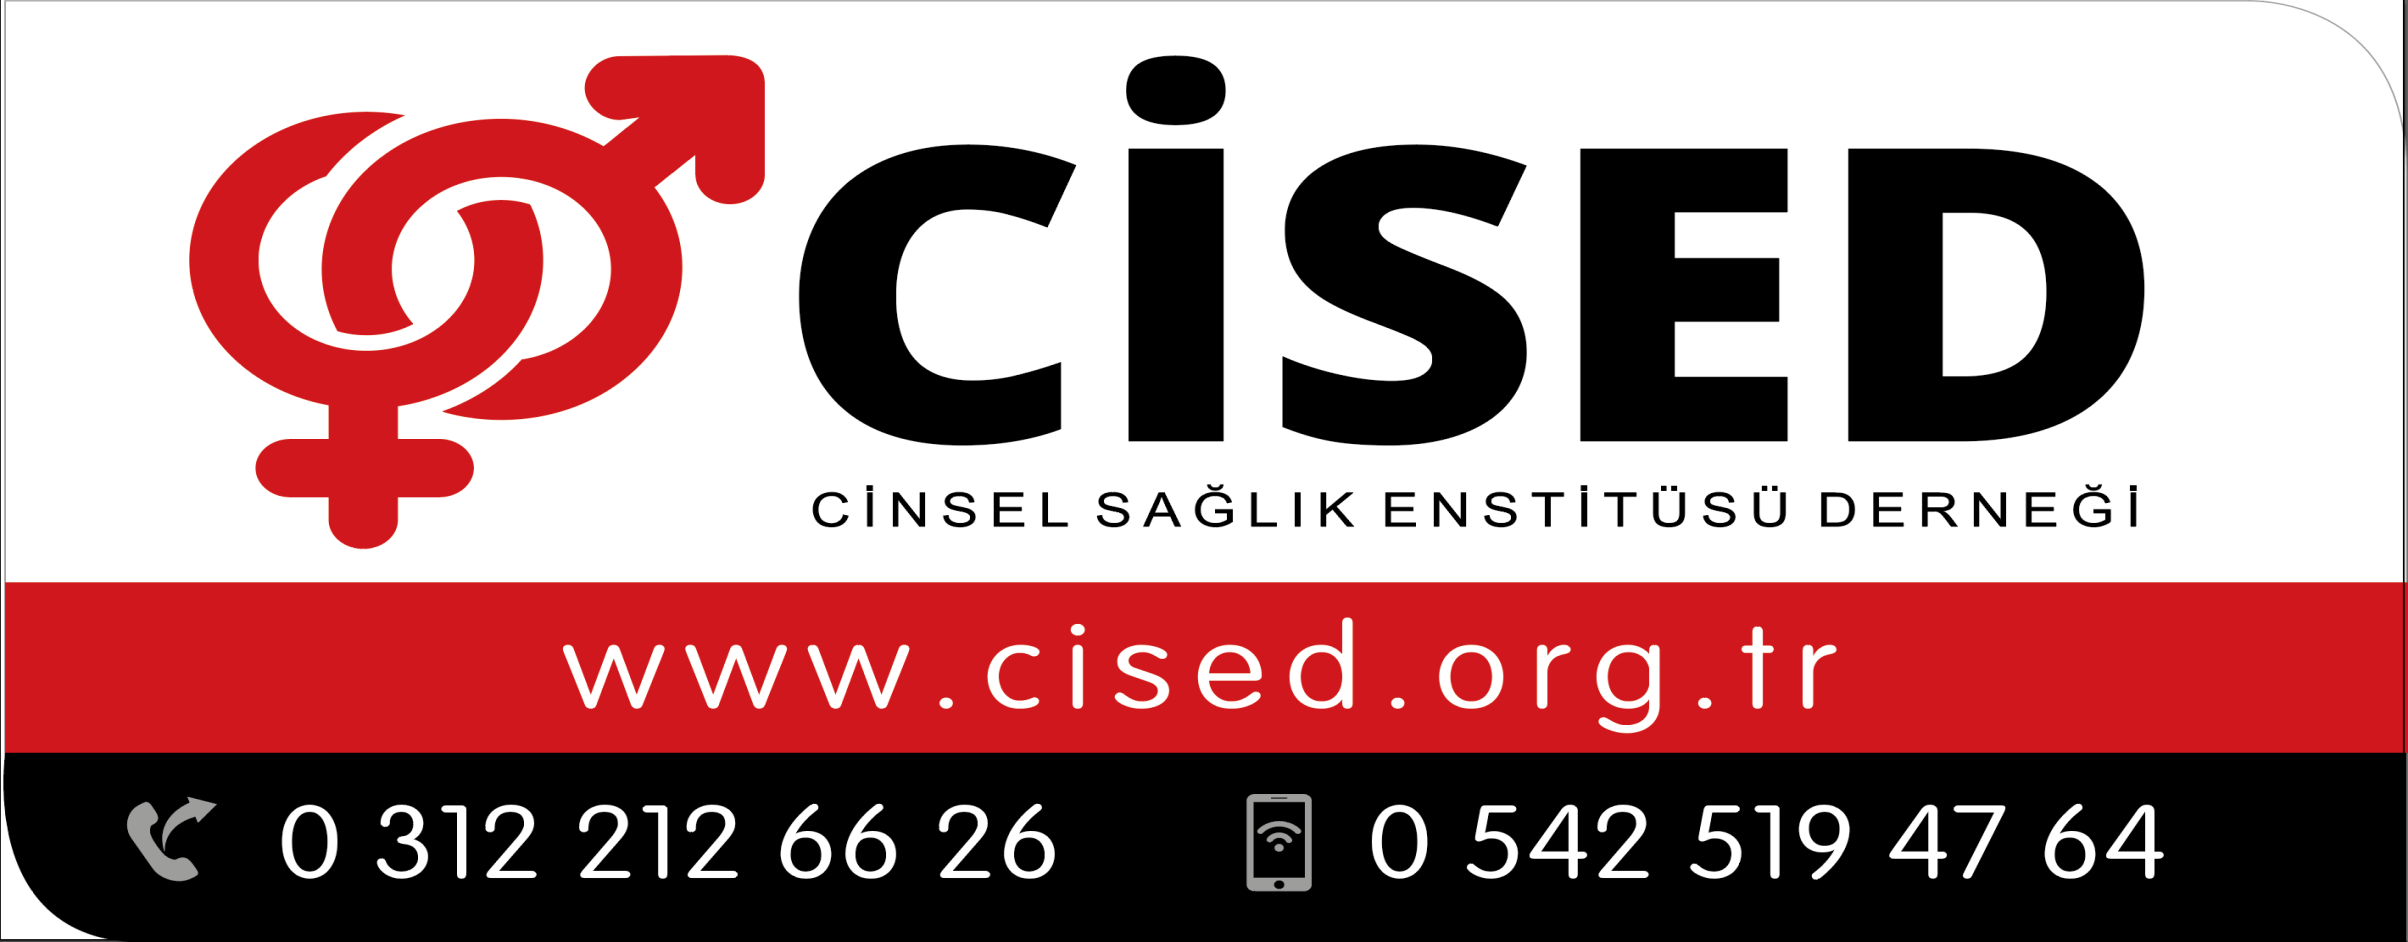 CİSED
CİNSEL SAĞLIK ENSTİTÜSÜ DERNEĞİ
www.cised.org.tr
0 312 212 66 26 0 542 519 47 64